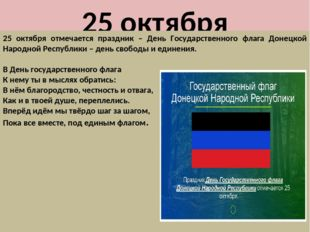 25 октября
25 октября отмечается праздник – День Государственного флага Донецкой
Народной Республики – день свободы и единения.
В День государственного флага
К нему ты в мыслях обратись:
В нём благородство, честность и отвага,
Как и в твоей душе, переплелись.
Вперёд идём мы твёрдо шаг за шагом,
Пока все вместе, под единым флагом.
Государственный флаг
Донецкой Народной Республики
Праздник День Государственного флага
Донецкой Народной Республики отмечается 25
октября.